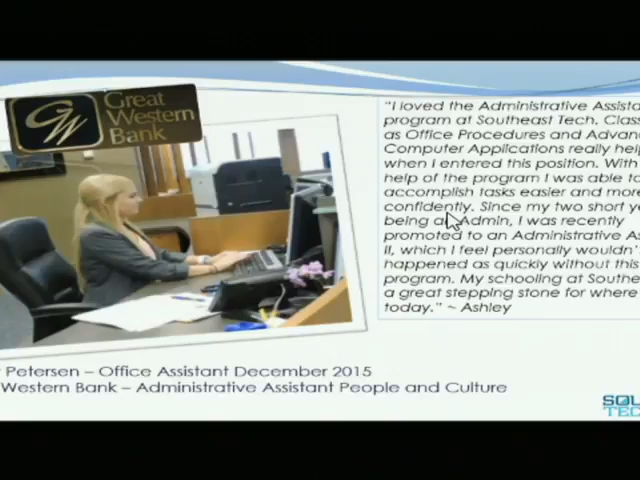 Great
Western
Bank
GW
"I loved the Administrative Assista
program at Southeast Tech. Class
as Office Procedures and Advan
Computer Applications really help
when I entered this position. With
help of the program I was able to
accomplish tasks easier and more
confidently. Since my two short ye
being an Admin, I was recently
promoted to an Administrative As
II, which I feel personally wouldn'
happened as quickly without this
program. My schooling at Southe
a great stepping stone for where
today." ~ Ashley
Petersen – Office Assistant December 2015
Western Bank – Administrative Assistant People and Culture
SOU
TEC